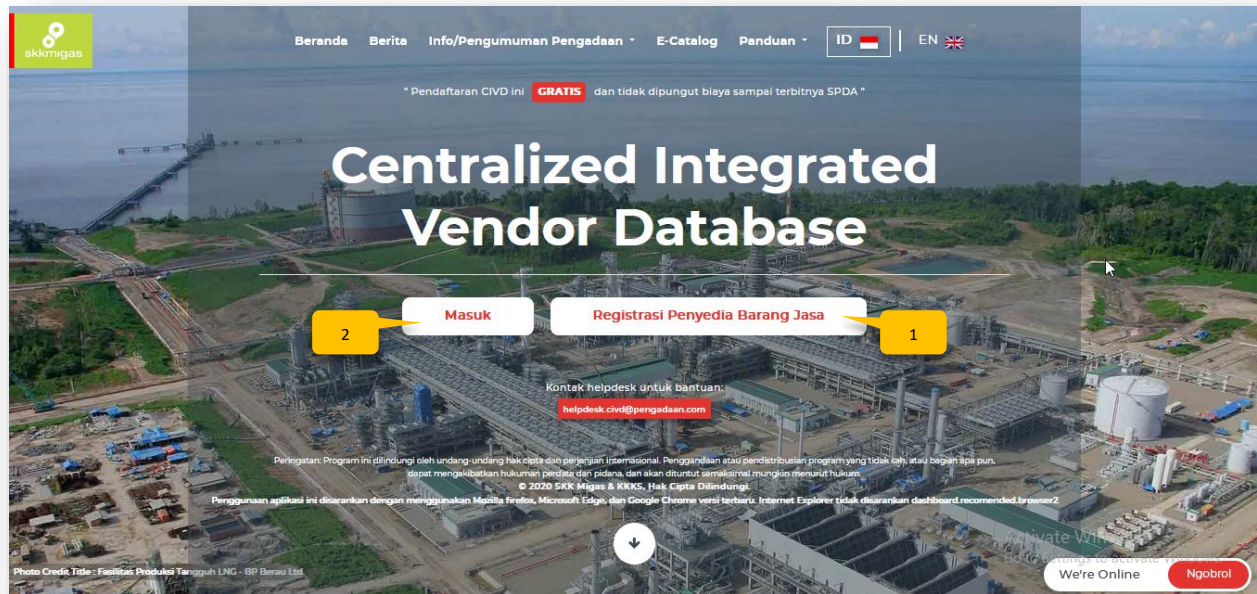 skkmigas
Beranda Berita Info/Pengumuman Pengadaan E-Catalog Panduan ID EN
" Pendaftaran CIVD ini GRATIS dan tidak dipungut biaya sampai terbitnya SPDA "
Centralized Integrated
Vendor Database
Masuk Registrasi Penyedia Barang Jasa
2 1
Kontak helpdesk untuk bantuan:
helpdesk.civd@pengadaan.com
Peringatan: Program ini dilindungi oleh undang-undang hak cipta dan perjanjian internasional. Penggandaan atau pendistribusian program yang tidak sah, atau bagian apa pun,
dapat mengakibatkan hukuman perdata dan pidana, dan akan dituntut semaksimal mungkin menurut hukum.
© 2020 SKK Migas & KKKS, Hak Cipta Dilindungi.
Penggunaan aplikasi ini disarankan dengan menggunakan Mozilla firefox, Microsoft Edge, dan Google Chrome versi terbaru. Internet Explorer tidak disarankan dashboard.recomended.browser2
Activate Win
Settings to activate Windows.
Photo Credit Title : Fasilitas Produksi Tangguh LNG - BP Berau Ltd.
We're Online Ngobrol